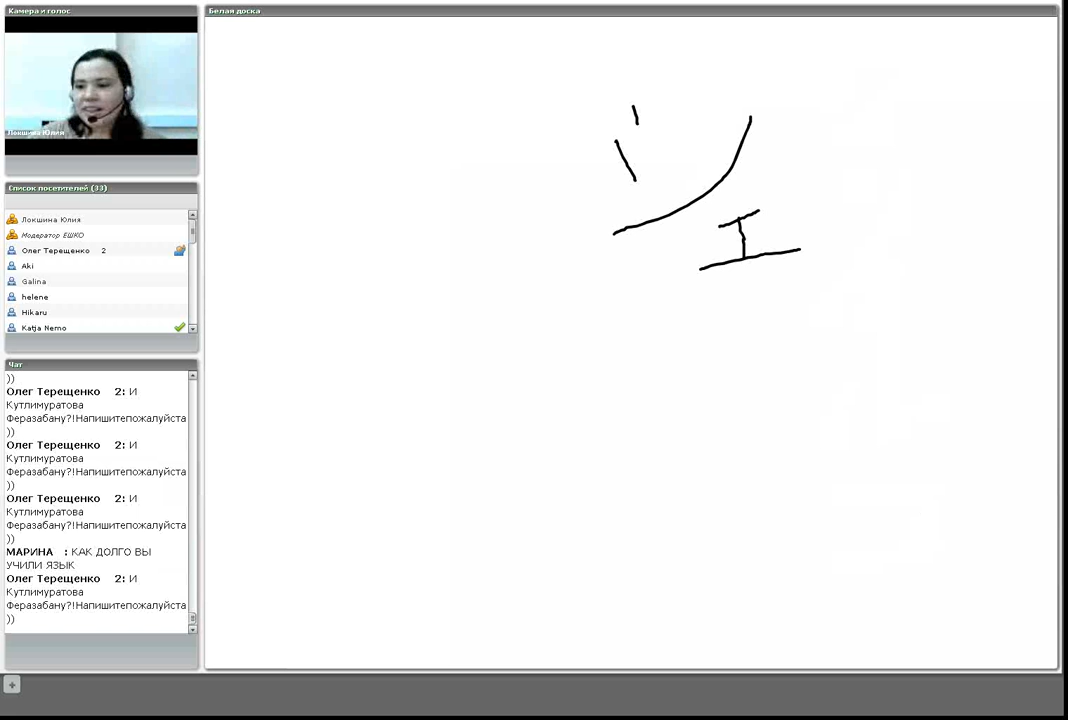 Камера и голос
Локшина Юлия
Список посетителей (33)
Локшина Юлия
Модератор ЕШКО
Олег Терещенко 2
Aki
Galina
helene
Hikaru
Katja Nemo
Чат
))
Олег Терещенко 2: И
Кутлимуратова
Феразабану?!Напишитепожалуйста
))
Олег Терещенко 2: И
Кутлимуратова
Феразабану?!Напишитепожалуйста
))
Олег Терещенко 2: И
Кутлимуратова
Феразабану?!Напишитепожалуйста
))
МАРИНА : КАК ДОЛГО ВЫ
УЧИЛИ ЯЗЫК
Олег Терещенко 2: И
Кутлимуратова
Феразабану?!Напишитепожалуйста
))
Белая доска
シェ